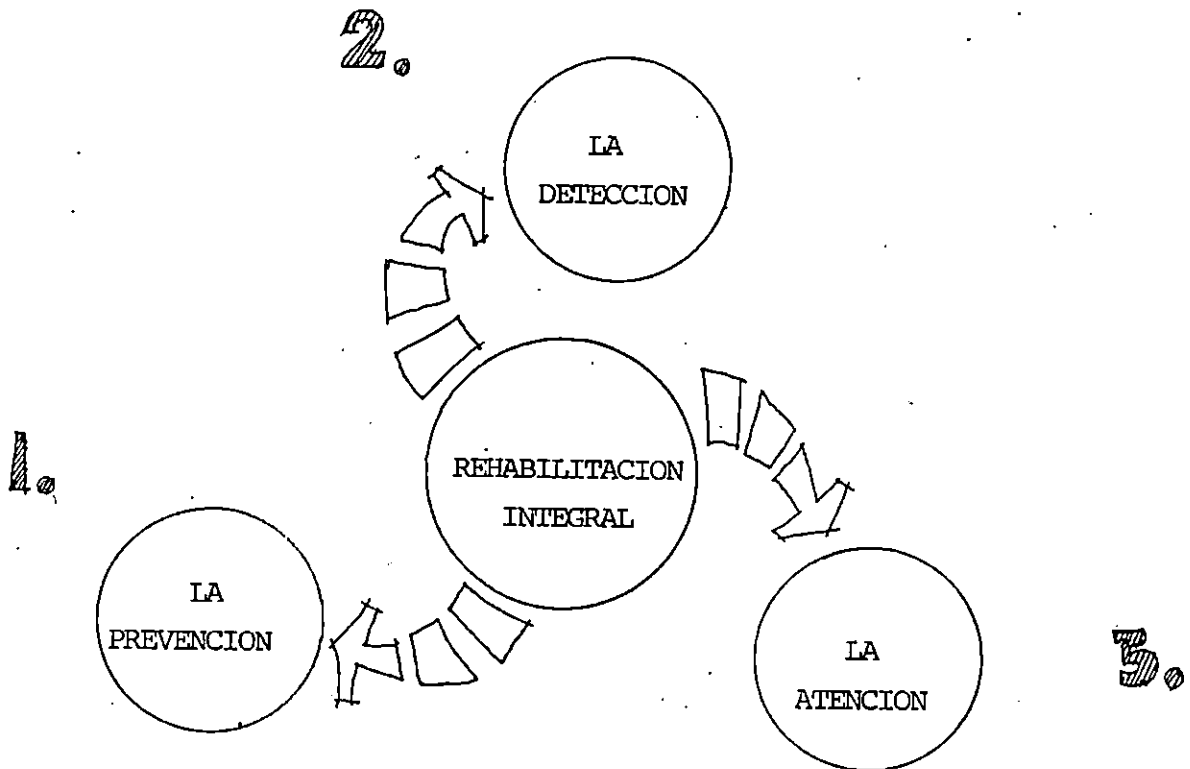 2.
LA
DETECCION
REHABILITACION
INTEGRAL
1.
LA
PREVENCION
LA
ATENCION
3.